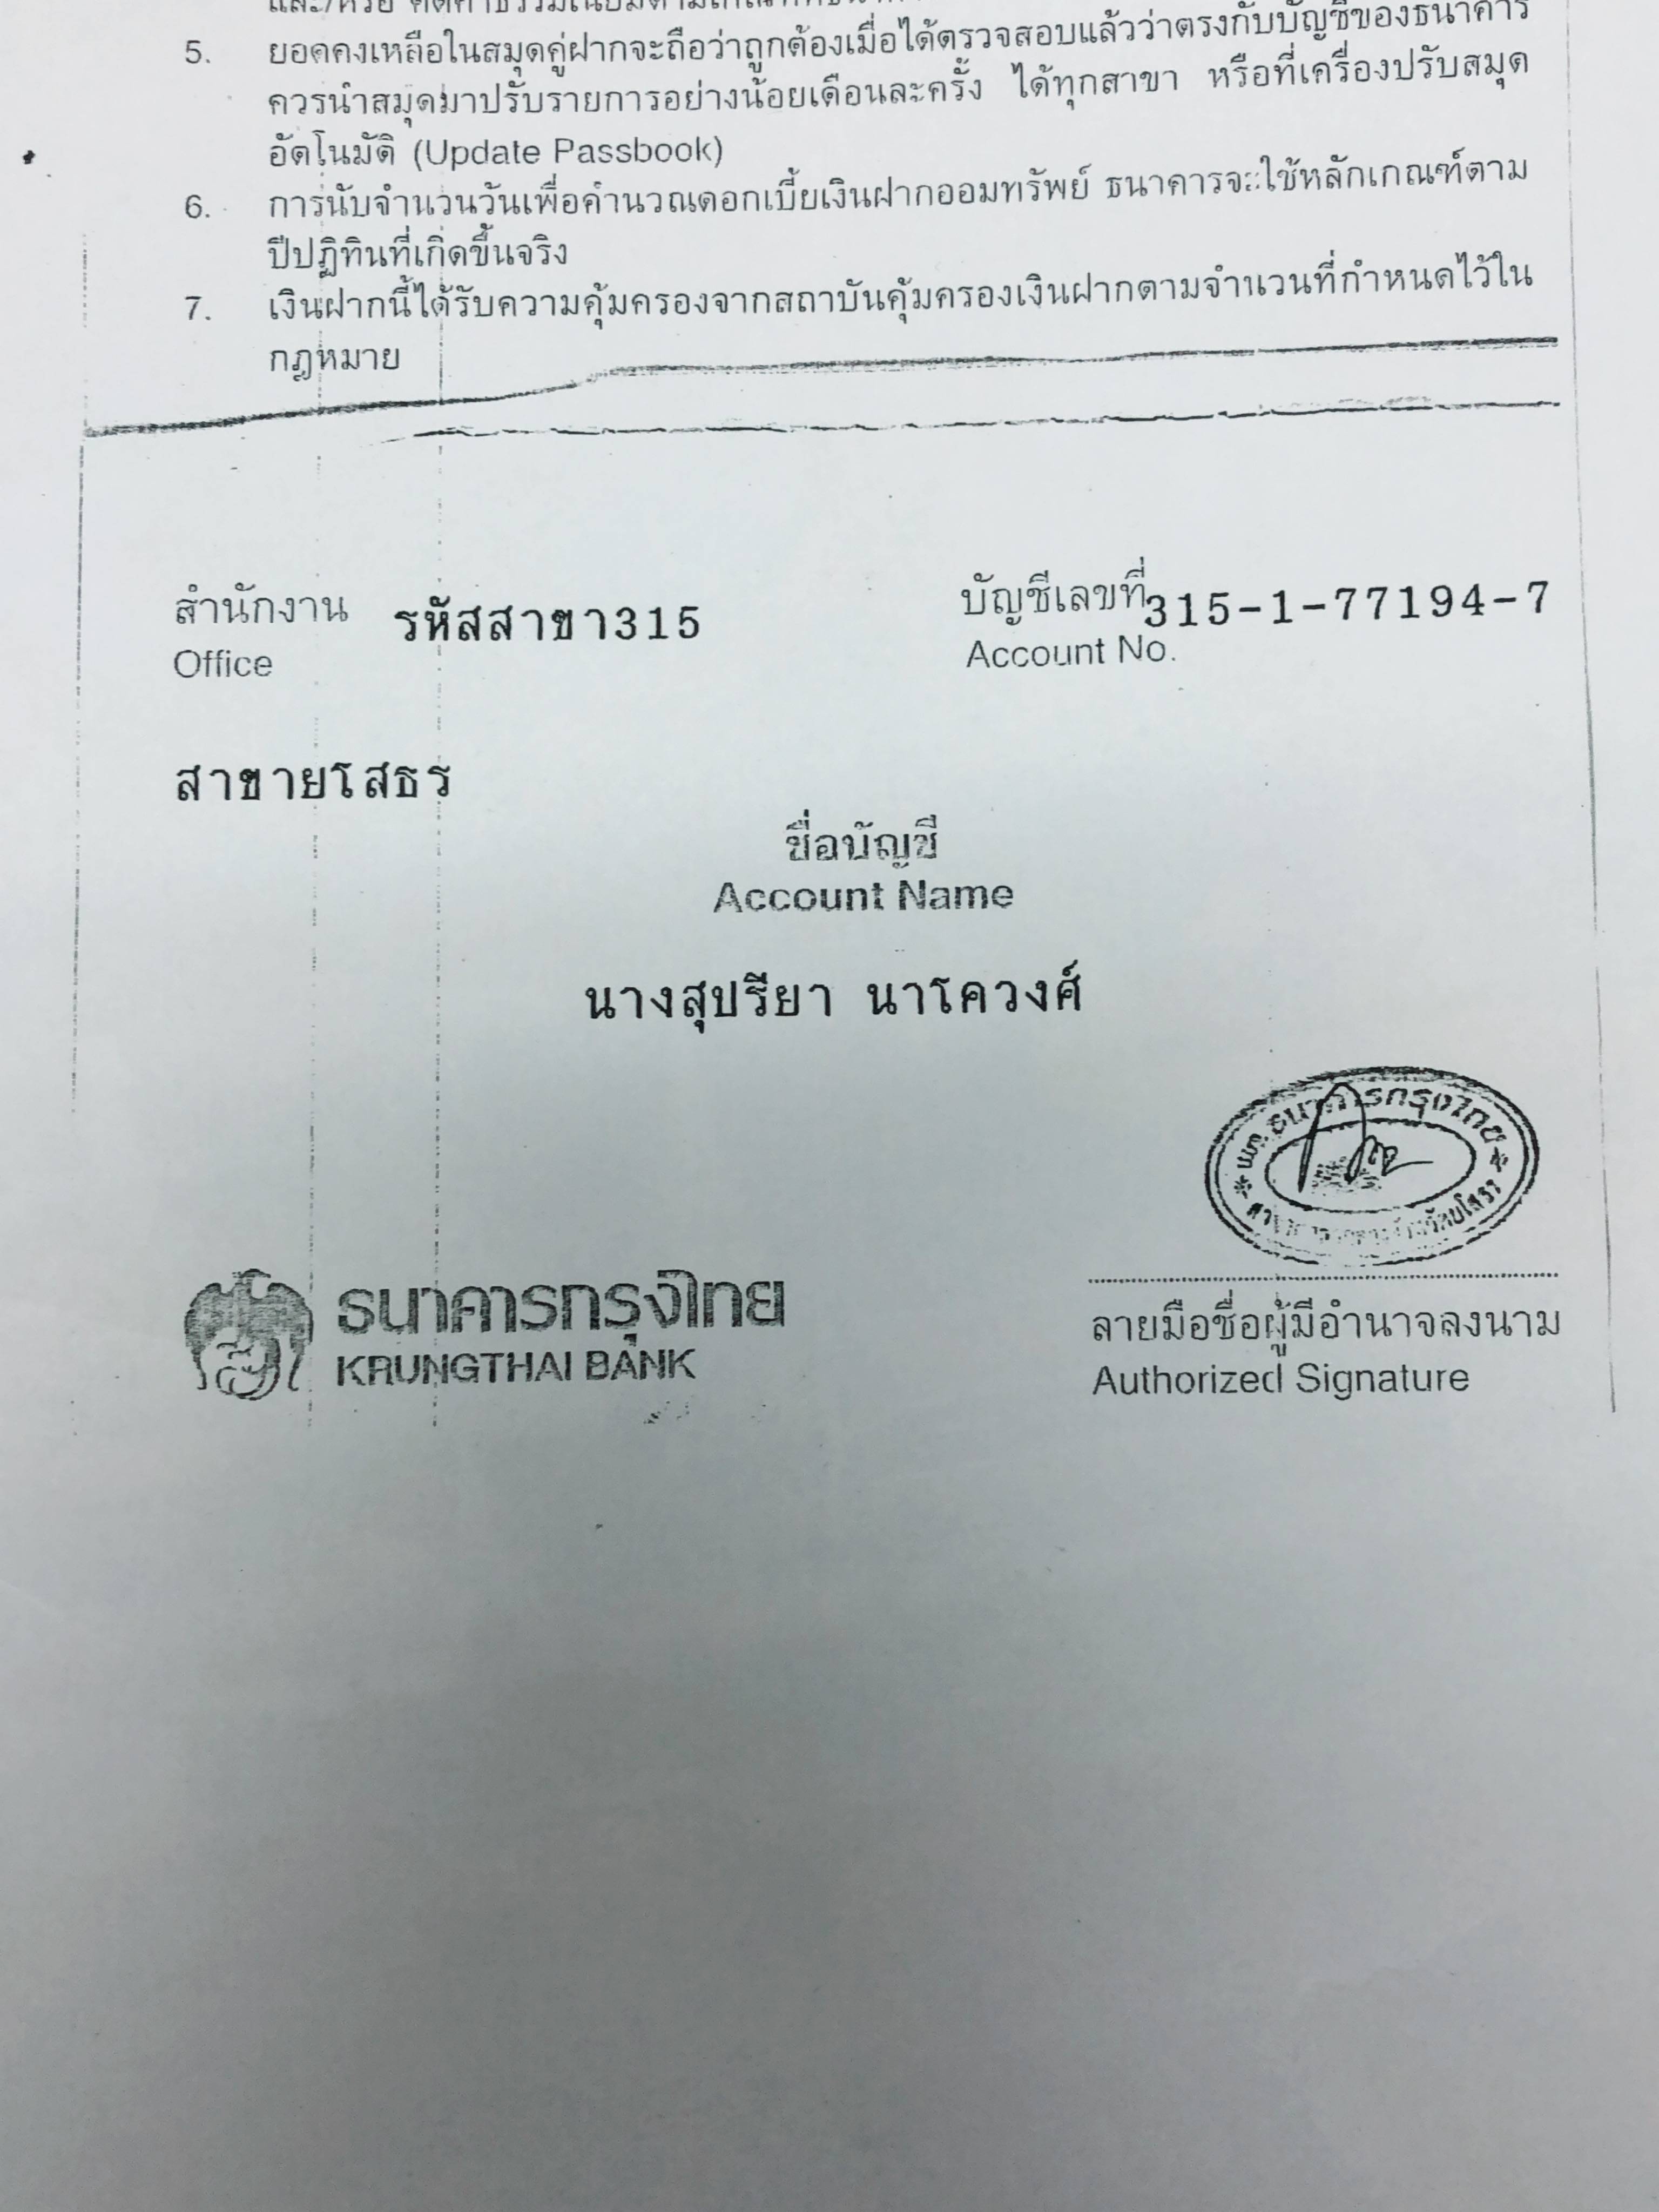 5. ยอดคงเหลือในสมุดคู่ฝากจะถือว่าถูกต้องเมื่อได้ตรวจสอบแล้วว่าตรงกับบัญชีของธนาคาร
ควรนำสมุดมาปรับรายการอย่างน้อยเดือนละครั้ง ได้ทุกสาขา หรือที่เครื่องปรับสมุด
อัตโนมัติ (Update Passbook)
6. การนับจำนวนวันเพื่อคำนวณดอกเบี้ยเงินฝากออมทรัพย์ ธนาคารจะใช้หลักเกณฑ์ตาม
ปีปฏิทินที่เกิดขึ้นจริง
7. เงินฝากนี้ได้รับความคุ้มครองจากสถาบันคุ้มครองเงินฝากตามจำนวนที่กำหนดไว้ใน
กฎหมาย
สำนักงาน รหัสสาขา315 บัญชีเลขที่ 315-1-77194-7
Office Account No.
สาขายโสธร
ชื่อบัญชี
Account Name
นางสุปรียา นาโควงศ์
บมจ.ธนาคารกรุงไทย
ธนาคารกรุงไทย
KRUNGTHAI BANK
ลายมือชื่อผู้มีอำนาจลงนาม
Authorized Signature